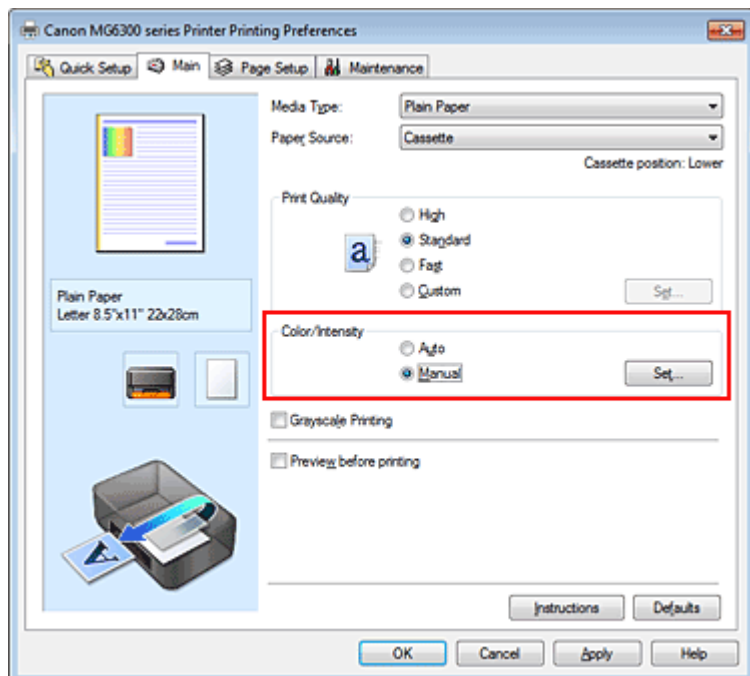 Canon MG6300 series Printer Printing Preferences
Quick Setup Main Page Setup Maintenance
Media Type: Plain Paper
Paper Source: Cassette
Cassette position: Lower
Print Quality
High
Standard
Fast
Custom Set...
a
Plain Paper
Letter 8.5"x11" 22x28cm
Color/Intensity
Auto
Manual Set...
Grayscale Printing
Preview before printing
A
Instructions Defaults
OK Cancel Apply Help